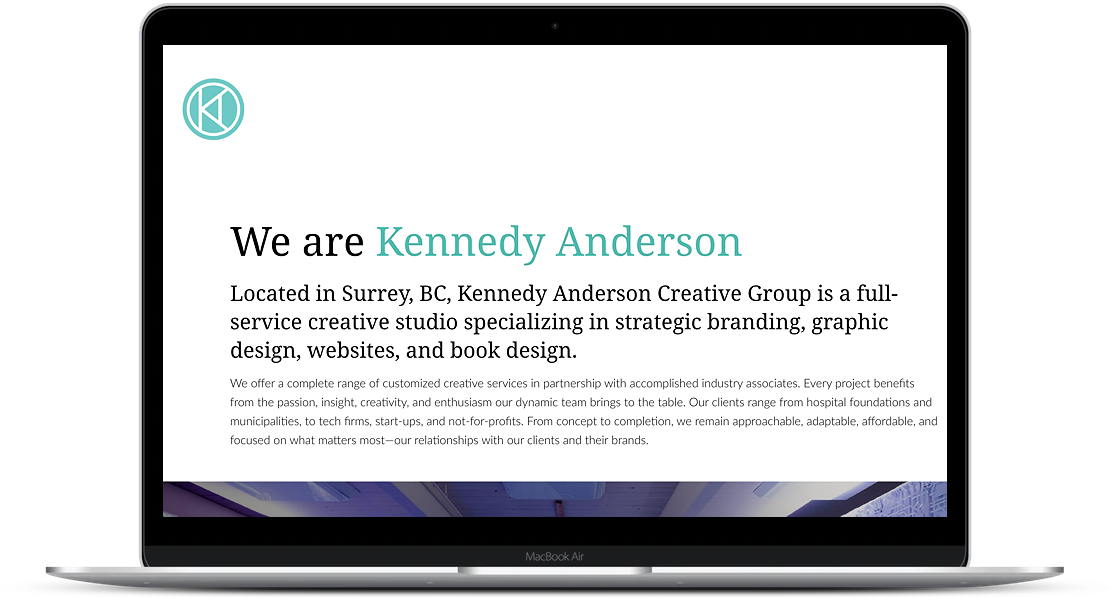 We are Kennedy Anderson
Located in Surrey, BC, Kennedy Anderson Creative Group is a full-
service creative studio specializing in strategic branding, graphic
design, websites, and book design.
We offer a complete range of customized creative services in partnership with accomplished industry associates. Every project benefits
from the passion, insight, creativity, and enthusiasm our dynamic team brings to the table. Our clients range from hospital foundations and
municipalities, to tech firms, start-ups, and not-for-profits. From concept to completion, we remain approachable, adaptable, affordable, and
focused on what matters most—our relationships with our clients and their brands.
MacBook Air